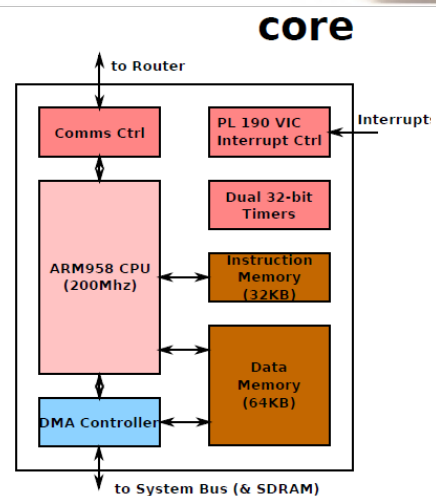 core
to Router
Comms Ctrl
PL 190 VIC
Interrupt Ctrl
Interrupt
Dual 32-bit
Timers
ARM958 CPU
(200Mhz)
Instruction
Memory
(32KB)
Data
Memory
(64KB)
DMA Controller
to System Bus (& SDRAM)